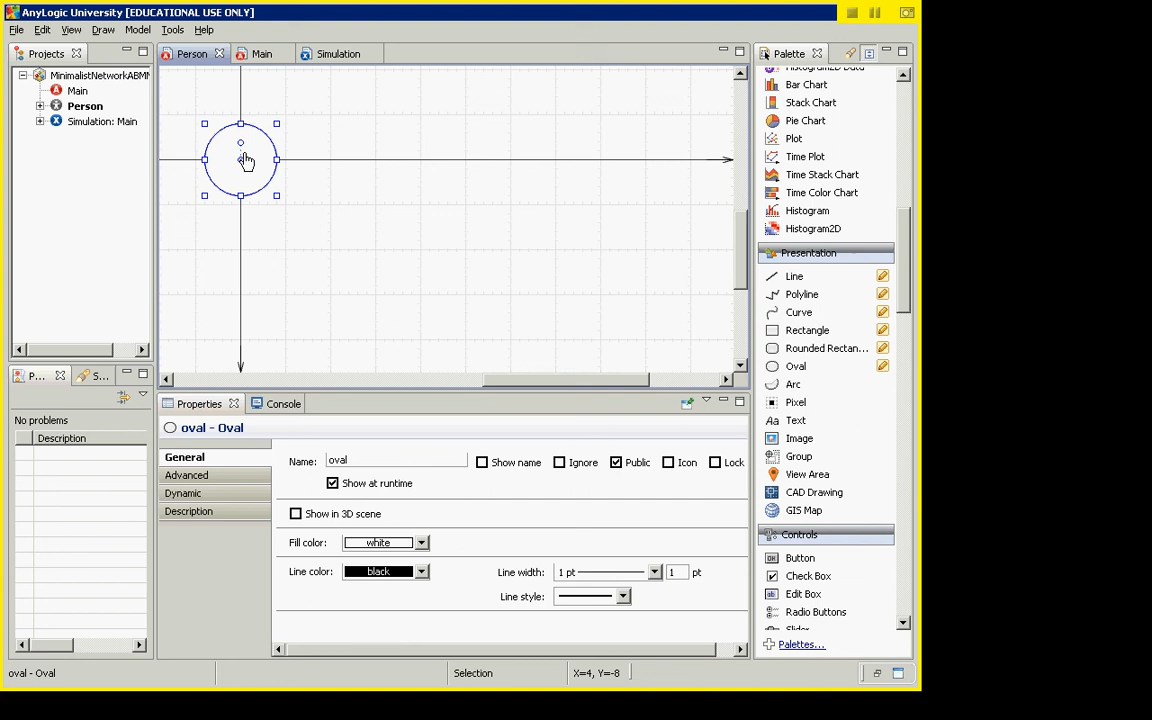 AnyLogic University [EDUCATIONAL USE ONLY]
File Edit View Draw Model Tools Help
Projects
Person
Main
Simulation
Palette
MinimalistNetworkABMM
Main
Person
Simulation: Main
Bar Chart
Stack Chart
Pie Chart
Plot
Time Plot
Time Stack Chart
Time Color Chart
Histogram
Histogram2D
Presentation
Line
Polyline
Curve
Rectangle
Rounded Rectan...
Oval
Arc
Pixel
Text
Image
Group
View Area
CAD Drawing
GIS Map
Controls
Button
Check Box
Edit Box
Radio Buttons
Palettes...
P...
S...
No problems
Description
Properties
Console
oval - Oval
General
Advanced
Dynamic
Description
Name: oval
Show name
Ignore
Public
Icon
Lock
Show at runtime
Show in 3D scene
Fill color: white
Line color: black
Line width: 1 pt 1 pt
Line style:
oval - Oval
Selection
X=4, Y=-8